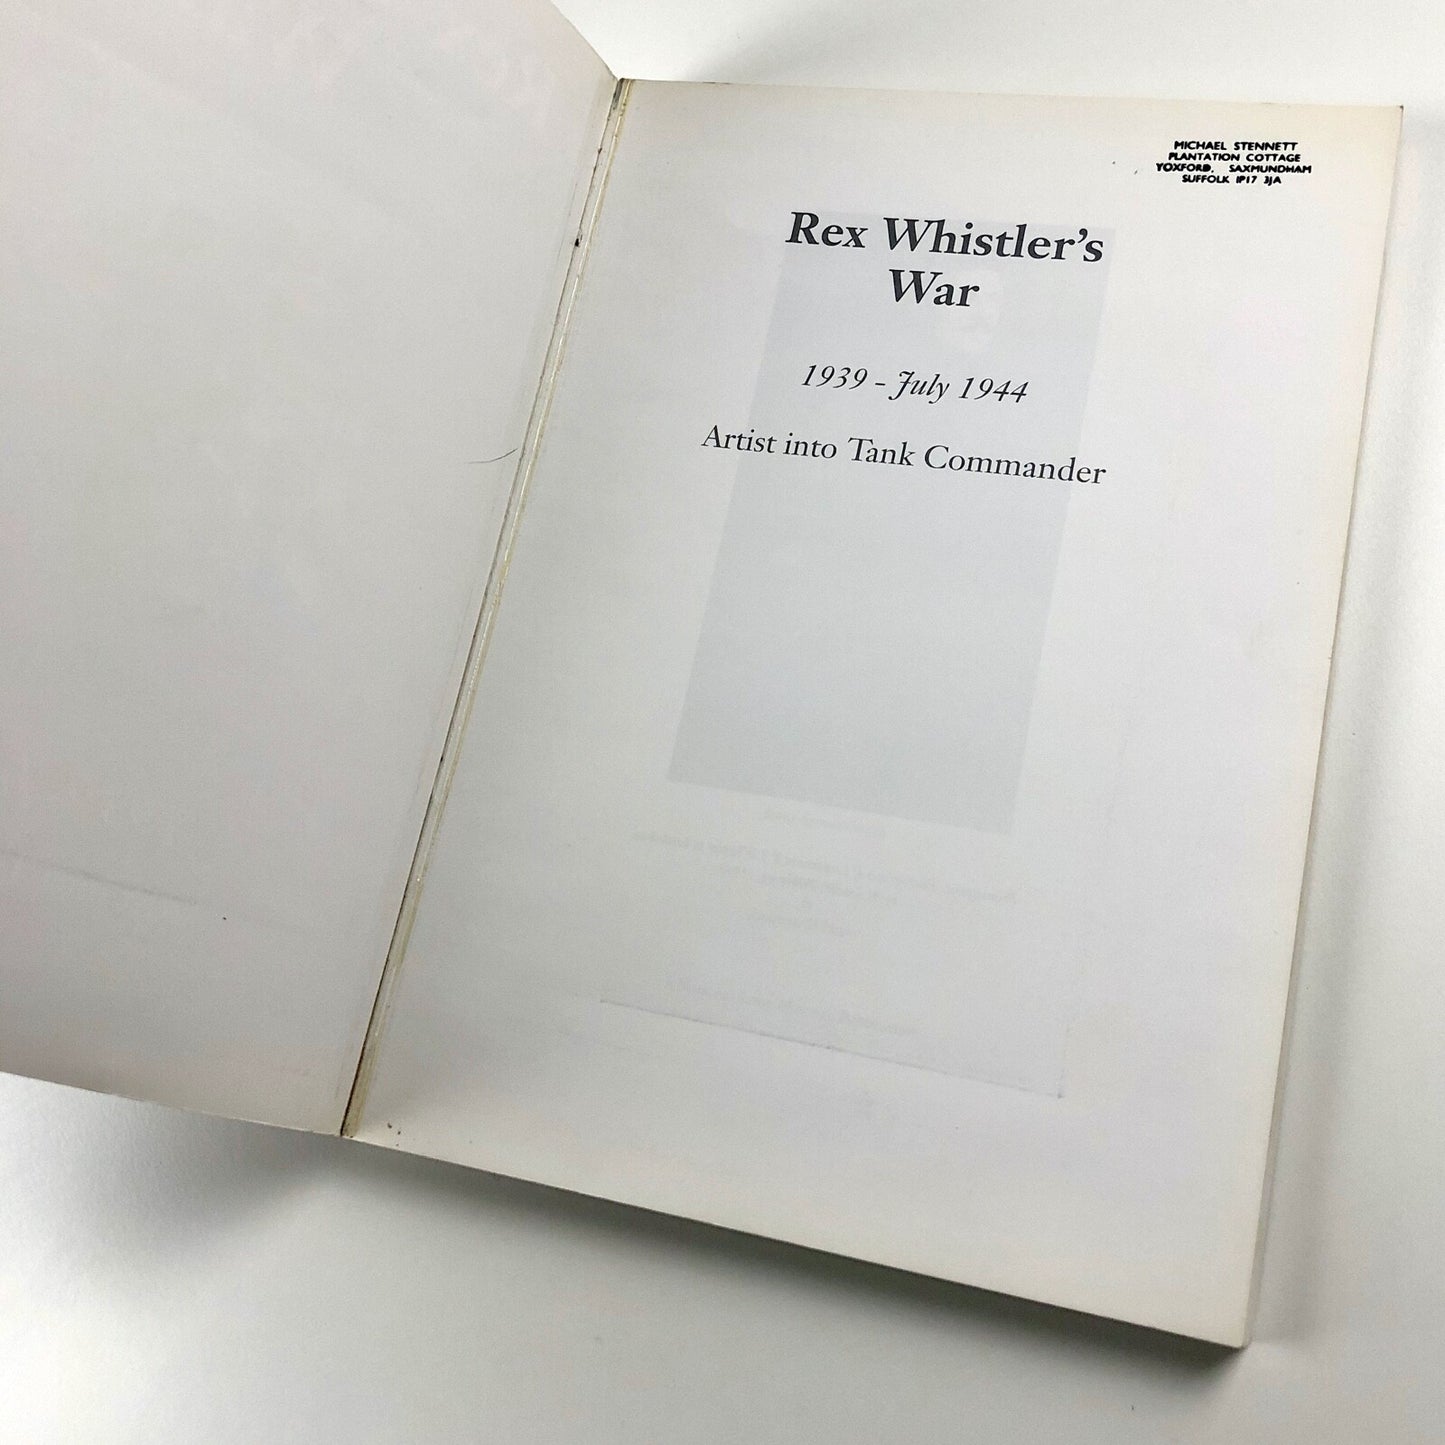 MICHAEL STENNETT
PLANTATION COTTAGE
YOXFORD, SAXMUNDHAM
SUFFOLK IP17 3JA
Rex Whistler's
War
1939 - July 1944
Artist into Tank Commander